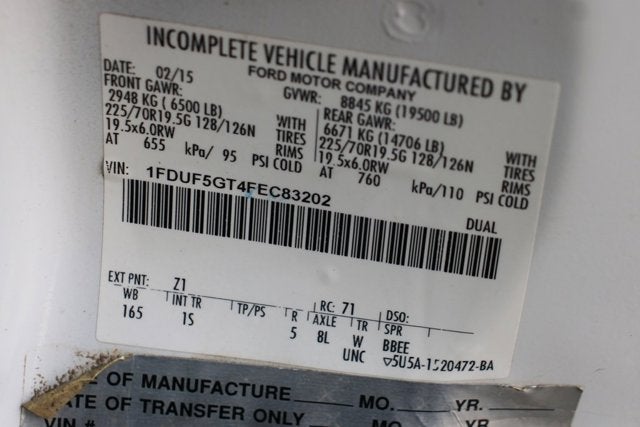 INCOMPLETE VEHICLE MANUFACTURED BY
FORD MOTOR COMPANY
DATE: 02/15 GVWR: 8845 KG (19500 LB)
FRONT GAWR: REAR GAWR:
2948 KG ( 6500 LB) WITH 6671 KG (14706 LB) WITH
225/70R19.5G 128/126N TIRES 225/70R19.5G 128/126N TIRES
19.5x6.0RW RIMS 19.5x6.0RW RIMS
AT 655 kPa/ 95 PSI COLD AT 760 kPa/110 PSI COLD
VIN: 1FDUF5GT4FEC83202
DUAL
EXT PNT: Z1 RC: 71 DSO:
WB INT TR TP/PS R AXLE TR SPR
165 1S 5 8L W BBEE
UNC ▽5U5A-1520472-BA
E OF MANUFACTURE MO. YR.
ATE OF TRANSFER ONLY MO. YR.
VIN #